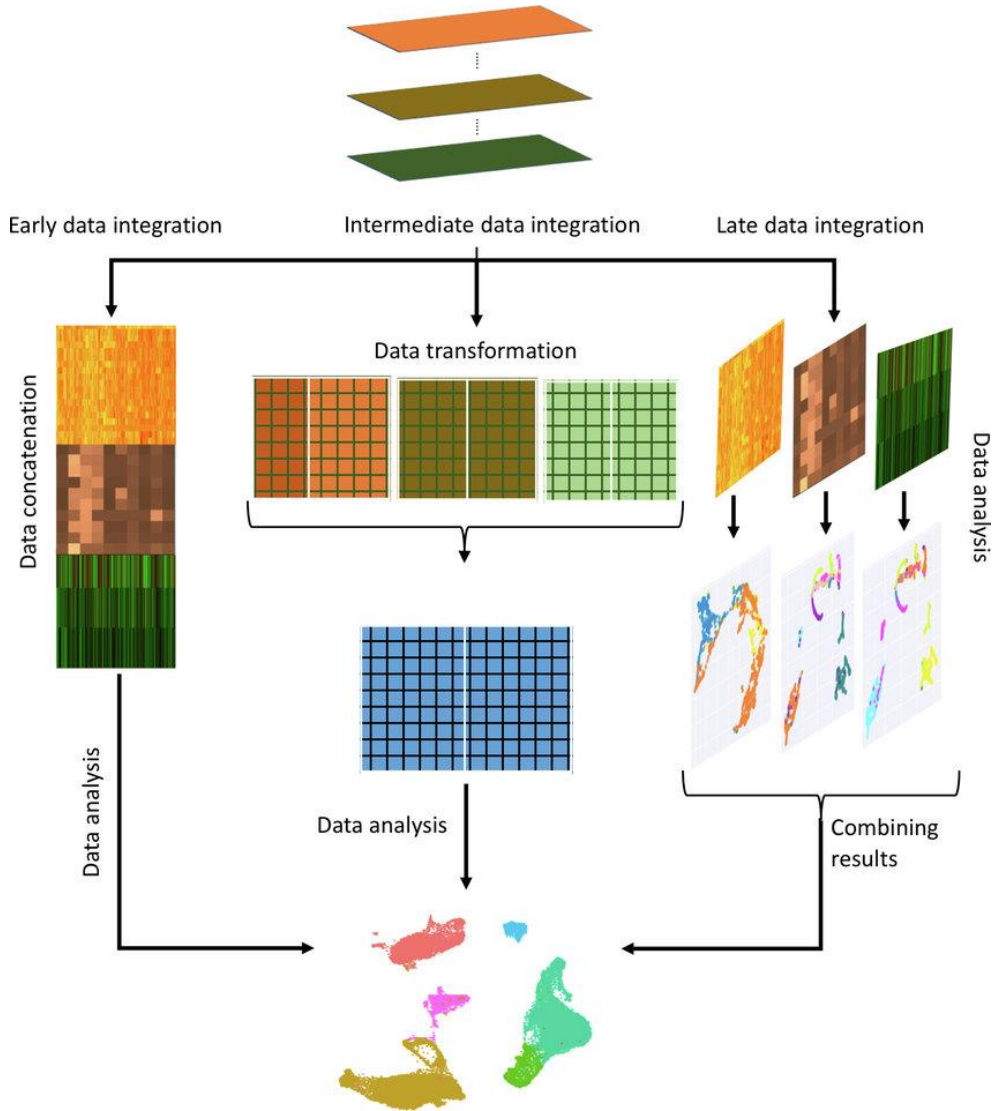 Early data integration
Intermediate data integration
Late data integration
Data concatenation
Data transformation
Data analysis
Data analysis
Data analysis
Combining
results